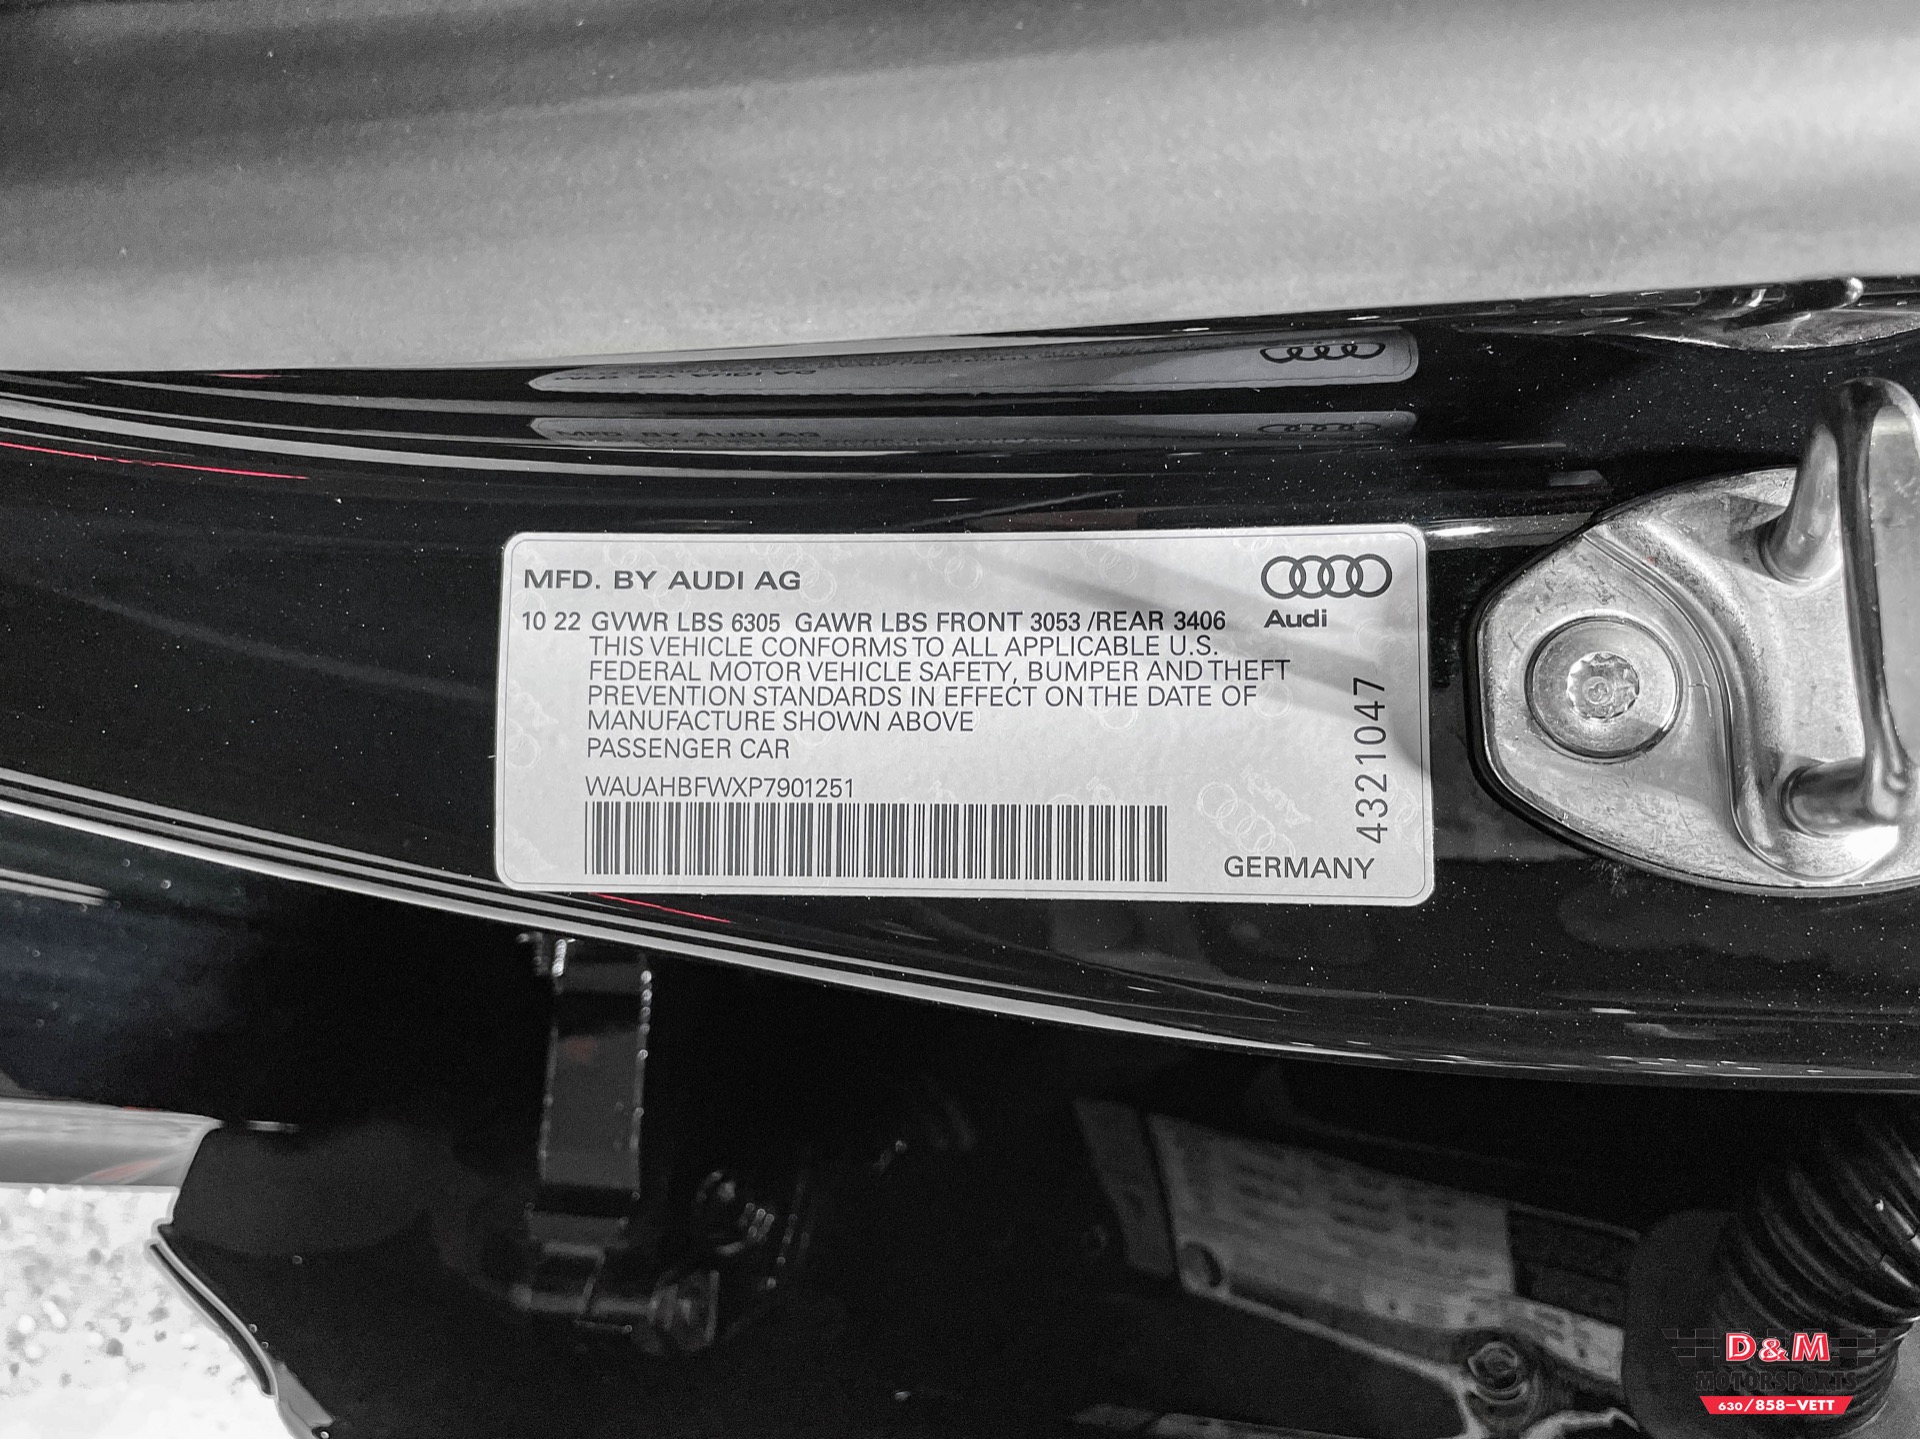 MFD. BY AUDI AG
10 22 GVWR LBS 6305 GAWR LBS FRONT 3053 /REAR 3406
Audi
THIS VEHICLE CONFORMS TO ALL APPLICABLE U.S.
FEDERAL MOTOR VEHICLE SAFETY, BUMPER AND THEFT
PREVENTION STANDARDS IN EFFECT ON THE DATE OF
MANUFACTURE SHOWN ABOVE
PASSENGER CAR
WAUAHBFWXP7901251
4321047
GERMANY
D&M
MOTORSPORTS
630/858-VETT